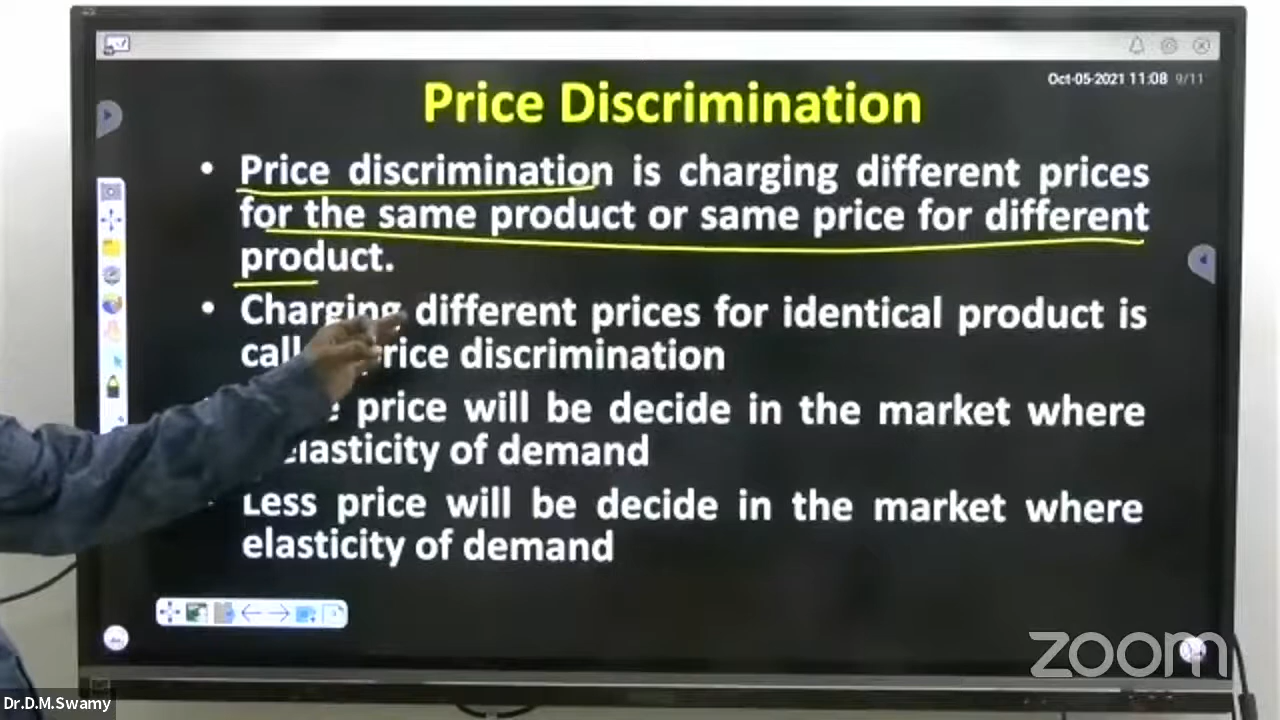 Oct-05-2021 11:08 9/11
Price Discrimination
• Price discrimination is charging different prices
for the same product or same price for different
product.
• Charging different prices for identical product is
call rice discrimination
price will be decide in the market where
elasticity of demand
Less price will be decide in the market where
elasticity of demand
zoom
Dr.D.M.Swamy